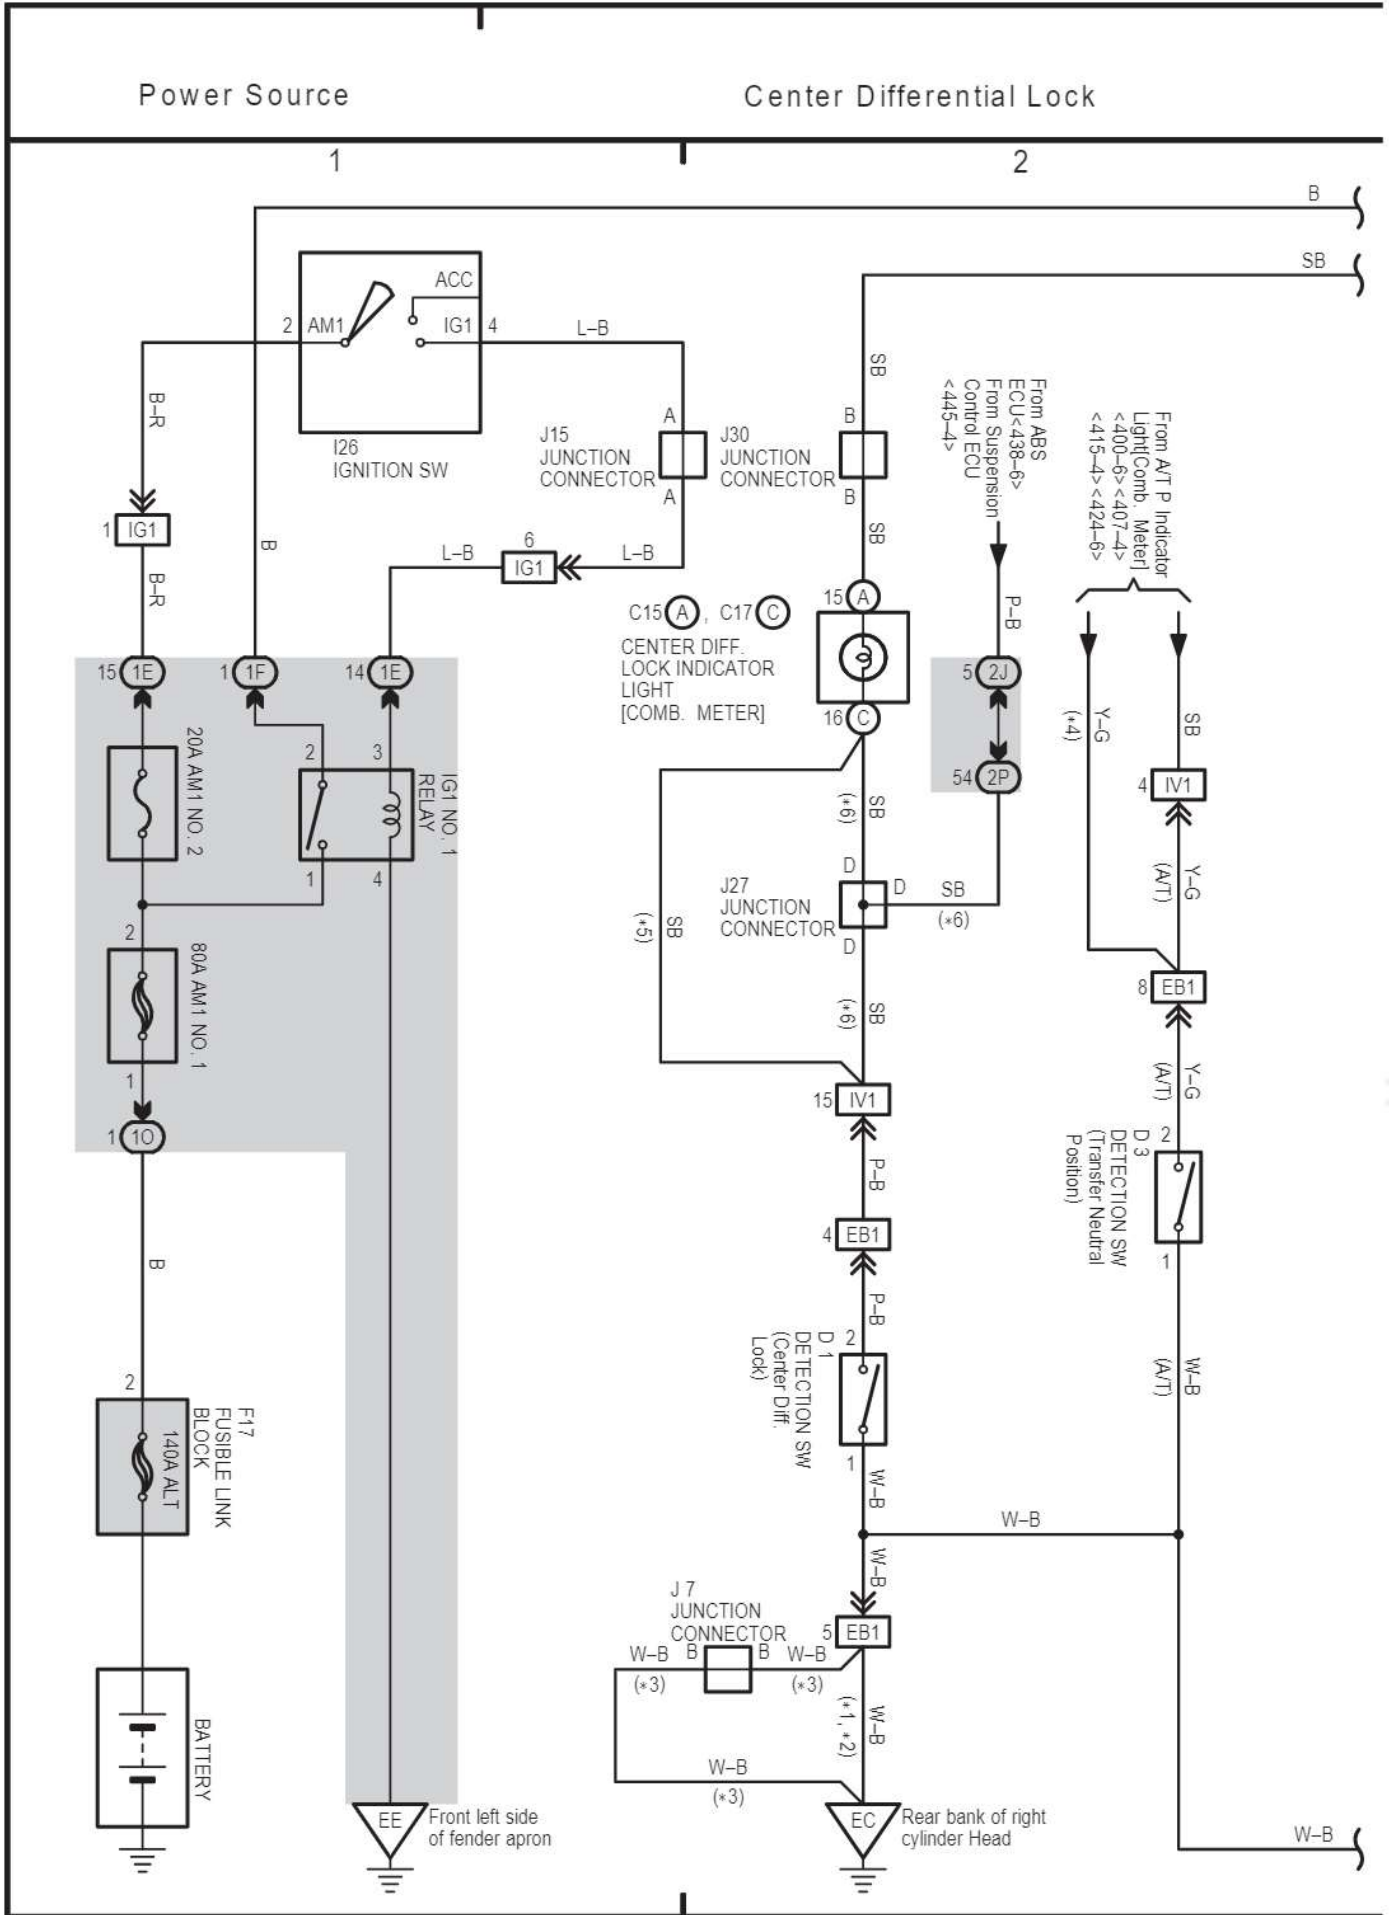 Power Source
Center Differential Lock
1
2
B
SB
ACC
2
AM1
IG1
4
L–B
B–R
I26
IGNITION SW
A
J15
JUNCTION
CONNECTOR
A
SB
B
J30
JUNCTION
CONNECTOR
B
SB
From ABS
ECU<438–6>
From Suspension
Control ECU
<445–4>
From A/T P Indicator
Light[Comb. Meter]
<400–6><407–4>
<415–4><424–6>
1
IG1
B–R
B
L–B
6
IG1
L–B
15
A
C15
A
, C17
C
CENTER DIFF.
LOCK INDICATOR
LIGHT
[COMB. METER]
16
C
P–B
5
2J
54
2P
Y–G
(*4)
SB
4
IV1
15
1E
1
1F
14
1E
20A AM1 NO. 2
2
3
IG1 NO. 1
RELAY
1
4
SB
(*6)
D
J27
JUNCTION
CONNECTOR
D
SB
(*6)
D
SB
(*5)
SB
(*6)
Y–G
(A/T)
8
EB1
Y–G
(A/T)
2
80A AM1 NO. 1
1
1
1O
15
IV1
P–B
4
EB1
P–B
2
D 3
DETECTION SW
(Transfer Neutral
Position)
1
B
2
D 1
DETECTION SW
(Center Diff.
Lock)
1
W–B
W–B
(A/T)
2
F17
FUSIBLE LINK
BLOCK
140A ALT
W–B
W–B
J 7
JUNCTION
CONNECTOR
5
EB1
W–B
B
B
W–B
(*3)
(*3)
W–B
(*1, *2)
W–B
(*3)
BATTERY
EE
Front left side
of fender apron
EC
Rear bank of right
cylinder Head
W–B